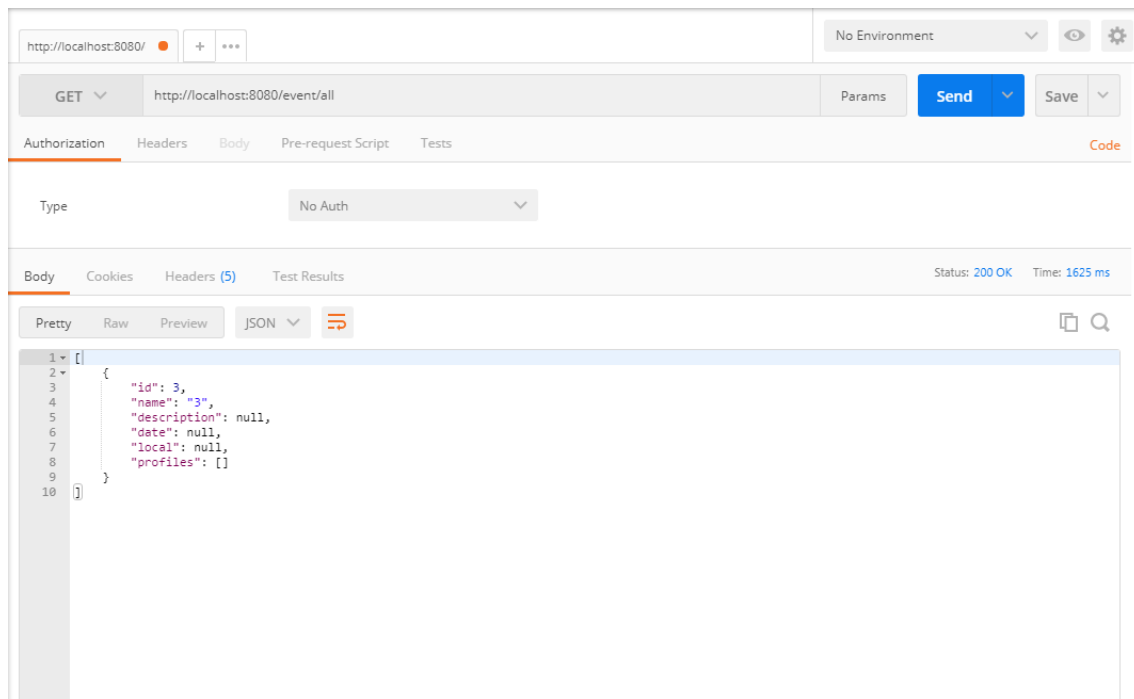 http://localhost:8080/ + ••• No Environment
GET http://localhost:8080/event/all Params Send Save
Authorization Headers Body Pre-request Script Tests Code
Type No Auth
Body Cookies Headers (5) Test Results Status: 200 OK Time: 1625 ms
Pretty Raw Preview JSON
1 [
2 {
3 "id": 3,
4 "name": "3",
5 "description": null,
6 "date": null,
7 "local": null,
8 "profiles": []
9 }
10 ]